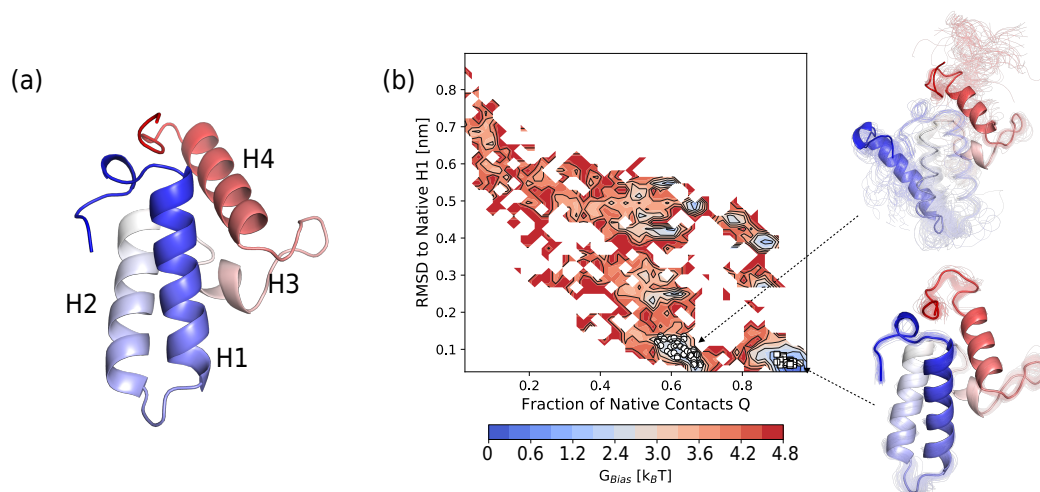 (a)
H4
H3
H2
H1
(b)
RMSD to Native H1 [nm]
0.8
0.7
0.6
0.5
0.4
0.3
0.2
0.1
0.2 0.4 0.6 0.8
Fraction of Native Contacts Q
0 0.6 1.2 1.8 2.4 3.0 3.6 4.2 4.8
G_Bias [k_BT]